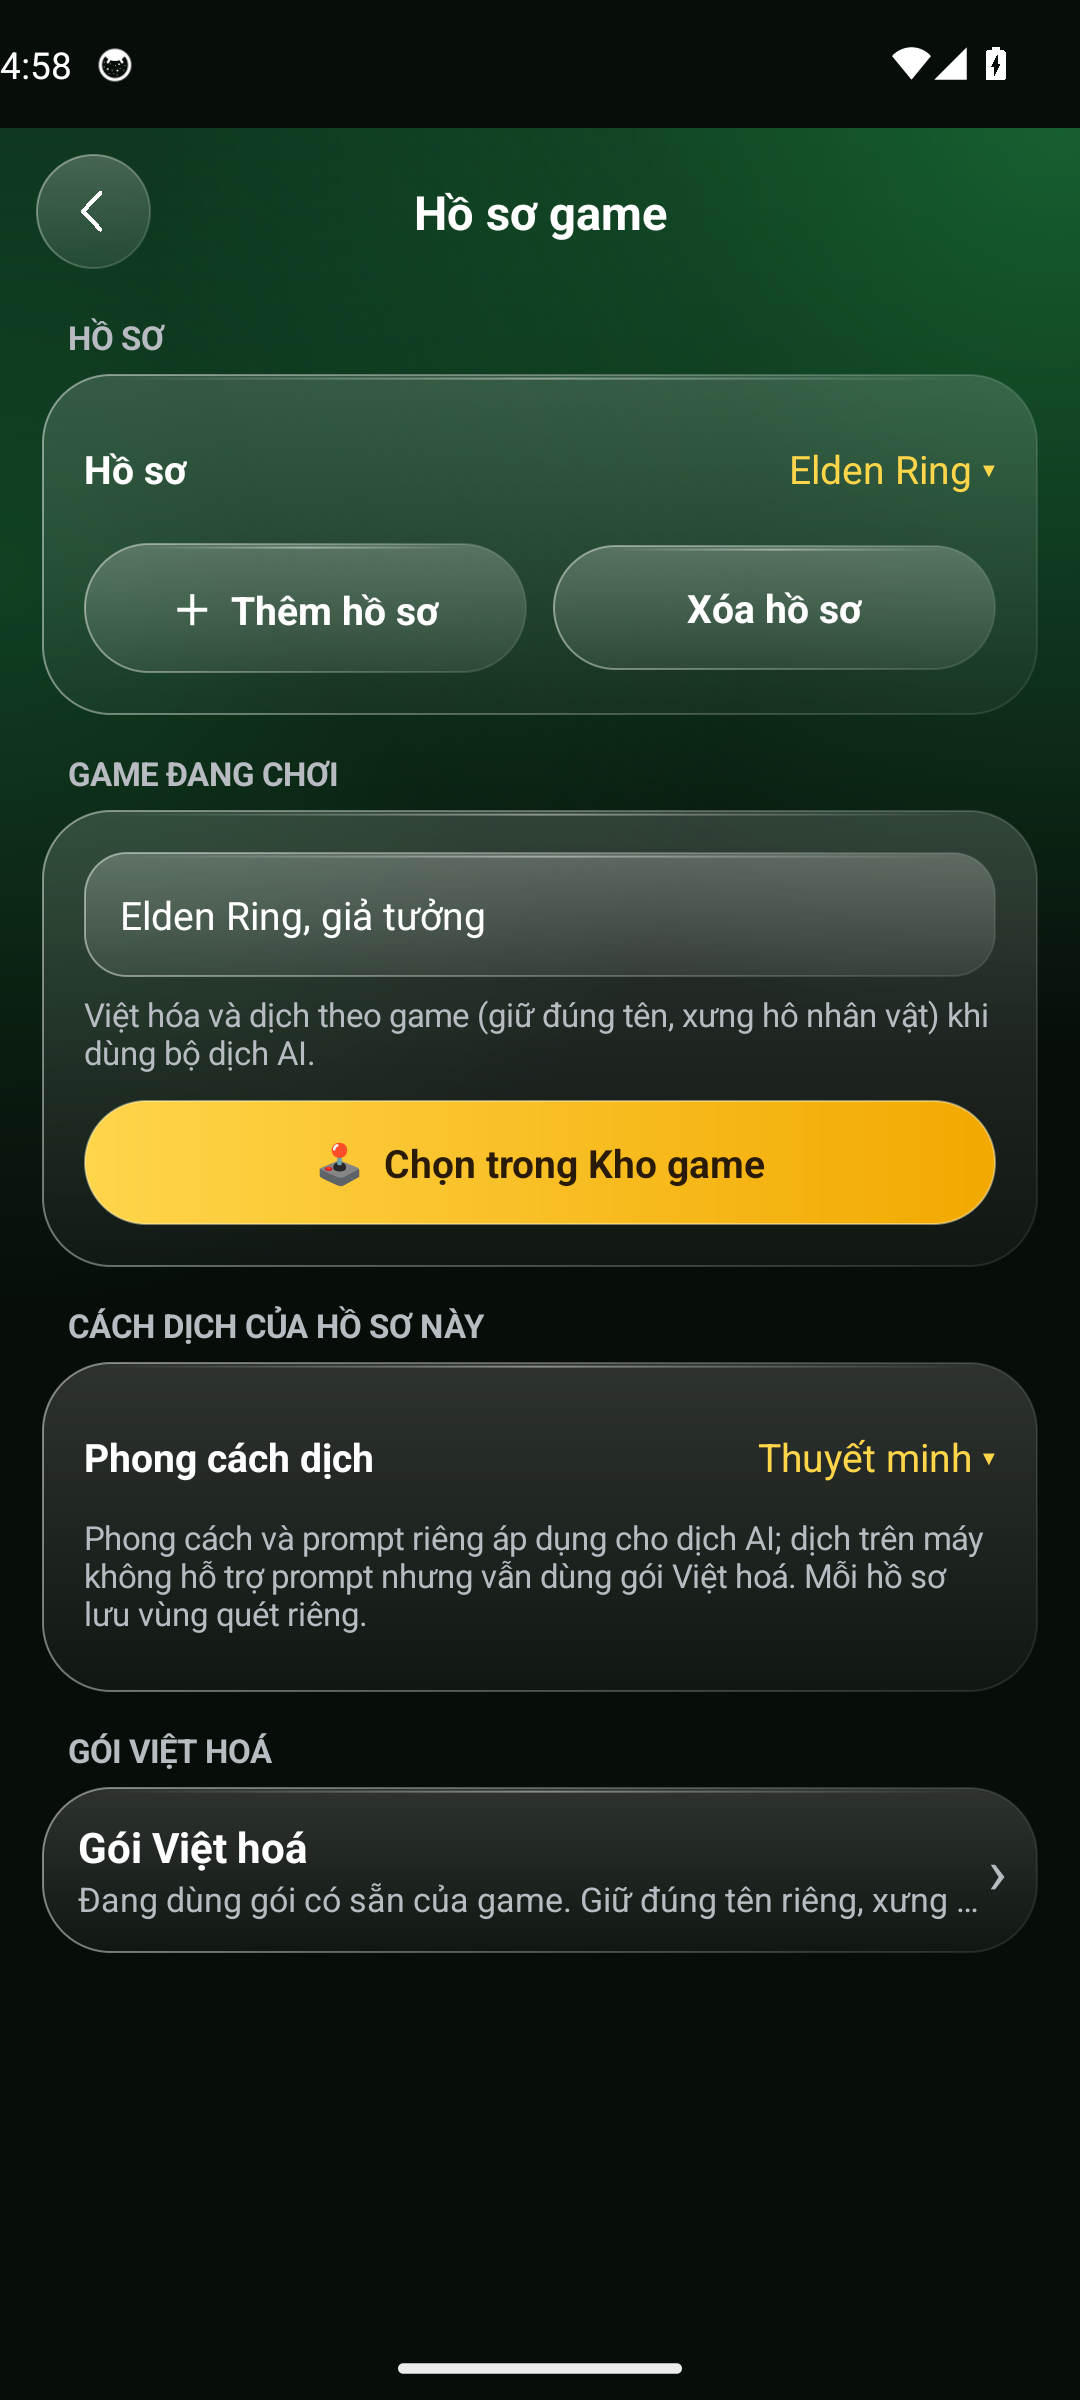 4:58
Hồ sơ game
HỒ SƠ
Hồ sơ
Elden Ring ▾
+ Thêm hồ sơ
Xóa hồ sơ
GAME ĐANG CHƠI
Elden Ring, giả tưởng
Việt hóa và dịch theo game (giữ đúng tên, xưng hô nhân vật) khi
dùng bộ dịch AI.
Chọn trong Kho game
CÁCH DỊCH CỦA HỒ SƠ NÀY
Phong cách dịch
Thuyết minh ▾
Phong cách và prompt riêng áp dụng cho dịch AI; dịch trên máy
không hỗ trợ prompt nhưng vẫn dùng gói Việt hoá. Mỗi hồ sơ
lưu vùng quét riêng.
GÓI VIỆT HOÁ
Gói Việt hoá
Đang dùng gói có sẵn của game. Giữ đúng tên riêng, xưng ...